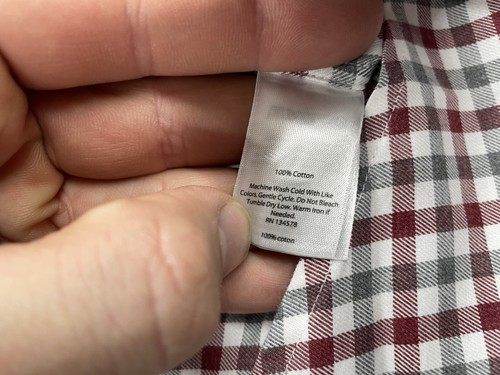 100% Cotton
Machine Wash Cold With Like
Colors, Gentle Cycle. Do Not Bleach
Tumble Dry Low. Warm Iron if
Needed.
RN 134578
100% coton